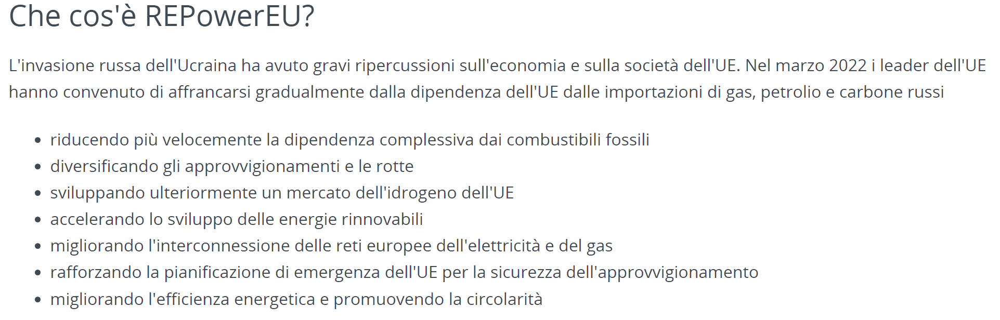 Che cos'è REPowerEU?
L'invasione russa dell'Ucraina ha avuto gravi ripercussioni sull'economia e sulla società dell'UE. Nel marzo 2022 i leader dell'UE
hanno convenuto di affrancarsi gradualmente dalla dipendenza dell'UE dalle importazioni di gas, petrolio e carbone russi
• riducendo più velocemente la dipendenza complessiva dai combustibili fossili
• diversificando gli approvvigionamenti e le rotte
• sviluppando ulteriormente un mercato dell'idrogeno dell'UE
• accelerando lo sviluppo delle energie rinnovabili
• migliorando l'interconnessione delle reti europee dell'elettricità e del gas
• rafforzando la pianificazione di emergenza dell'UE per la sicurezza dell'approvvigionamento
• migliorando l'efficienza energetica e promuovendo la circolarità